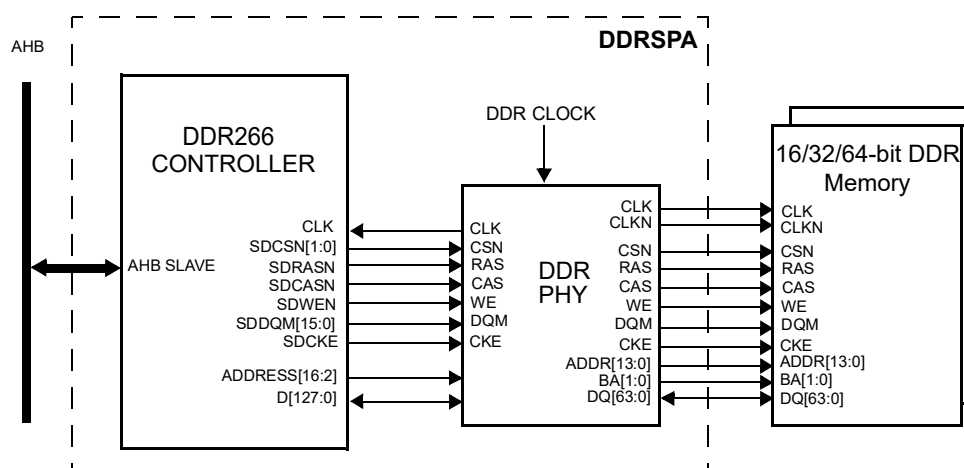 DDRSPA
AHB
DDR CLOCK
DDR266
CONTROLLER
16/32/64-bit DDR
Memory
AHB SLAVE
CLK
SDCSN[1:0]
SDRASN
SDCASN
SDWEN
SDDQM[15:0]
SDCKE
ADDRESS[16:2]
D[127:0]
CLK
CSN
RAS
CAS
WE
DQM
CKE
DDR
PHY
CLK
CLKN
CSN
RAS
CAS
WE
DQM
CKE
ADDR[13:0]
BA[1:0]
DQ[63:0]
CLK
CLKN
CSN
RAS
CAS
WE
DQM
CKE
ADDR[13:0]
BA[1:0]
DQ[63:0]